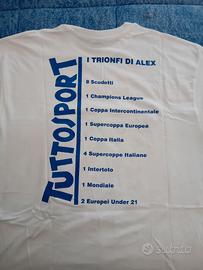 TUTTOSPORT
I TRIONFI DI ALEX
8 Scudetti
1 Champions League
1 Coppa Intercontinentale
1 Supercoppa Europea
1 Coppa Italia
4 Supercoppe Italiane
1 Intertoto
1 Mondiale
2 Europei Under 21
Subito